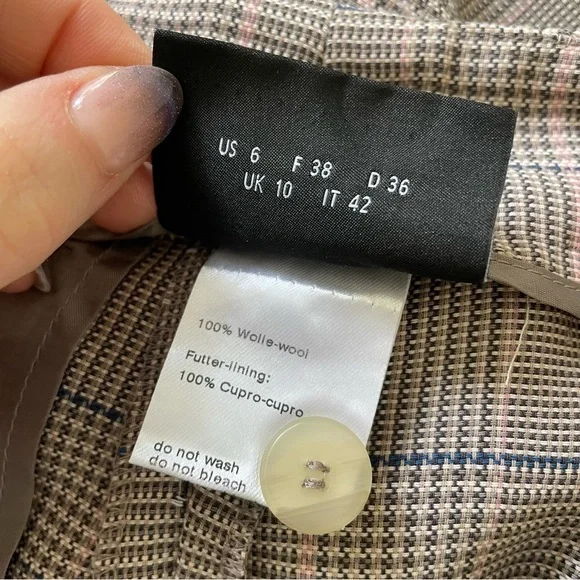 US 6 F 38 D 36
UK 10 IT 42
100% Wolle-wool
Futter-lining:
100% Cupro-cupro
do not wash
do not bleach